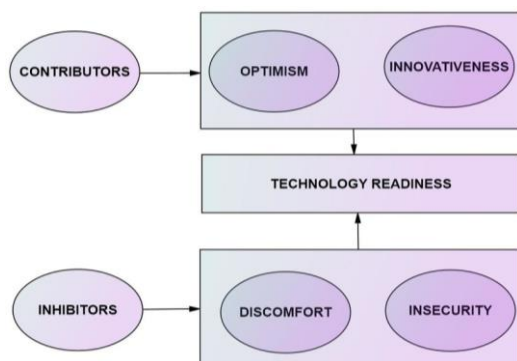 CONTRIBUTORS
OPTIMISM
INNOVATIVENESS
TECHNOLOGY READINESS
INHIBITORS
DISCOMFORT
INSECURITY